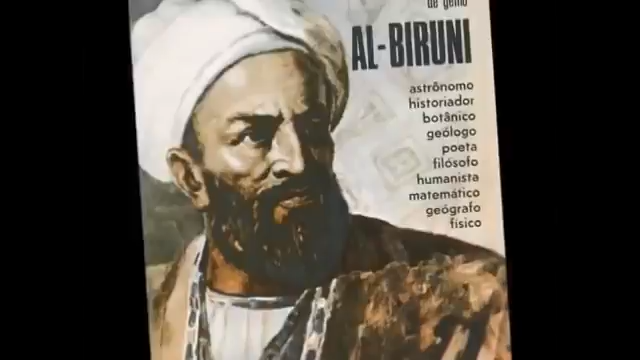 de gênio
AL-BIRUNI
astrônomo
historiador
botânico
geólogo
poeta
filósofo
humanista
matemático
geógrafo
físico